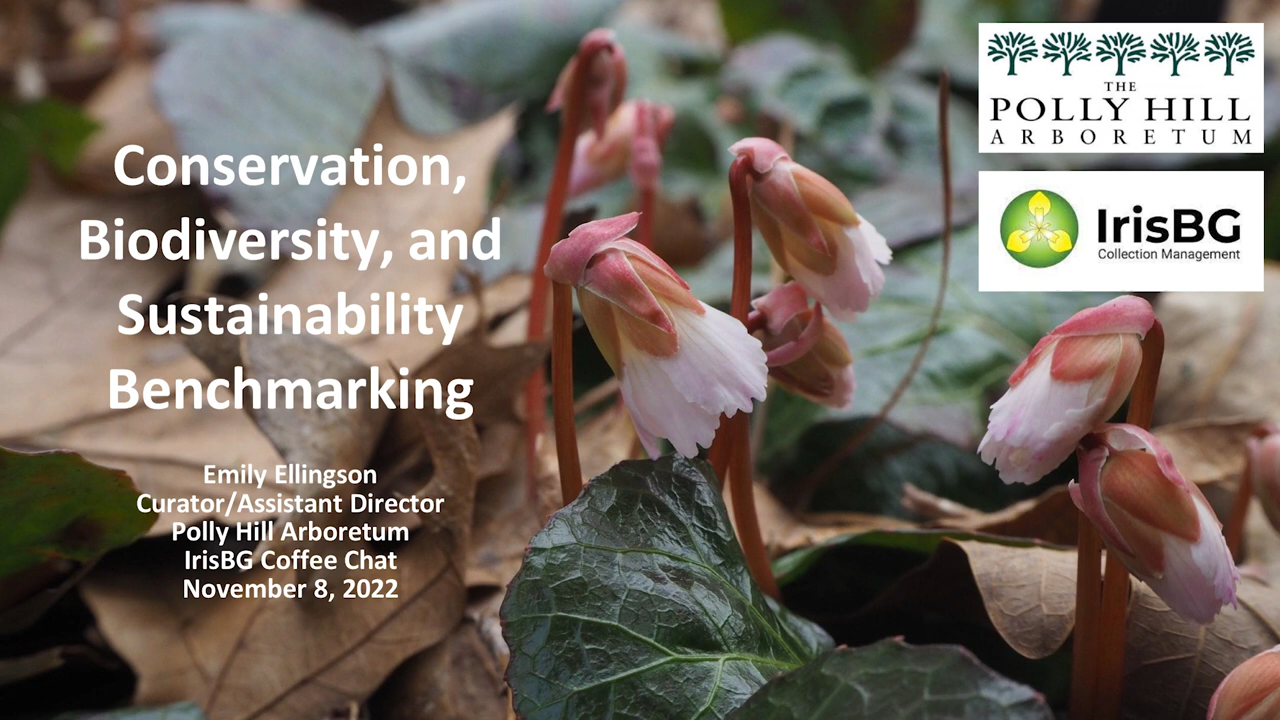 Conservation,
Biodiversity, and
Sustainability
Benchmarking
Emily Ellingson
Curator/Assistant Director
Polly Hill Arboretum
IrisBG Coffee Chat
November 8, 2022
THE
POLLY HILL
ARBORETUM
IrisBG
Collection Management